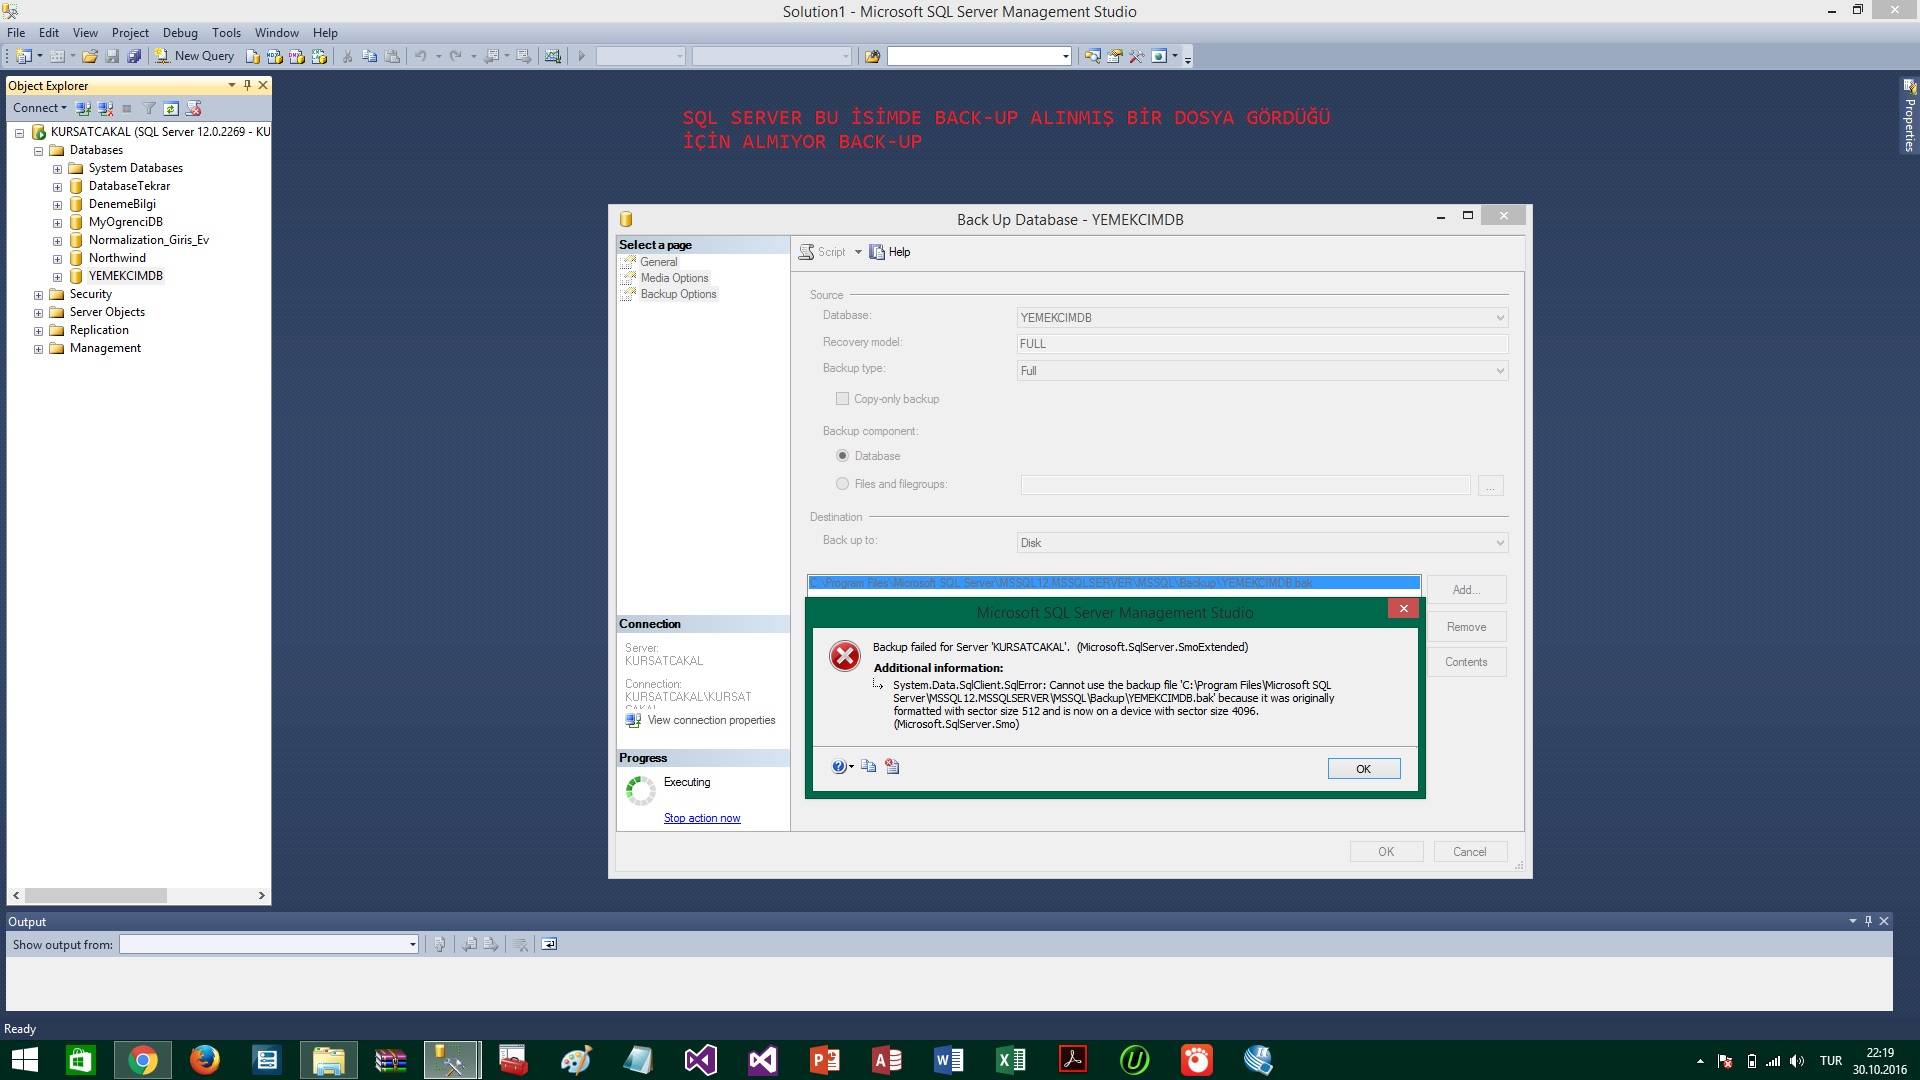 Solution1 - Microsoft SQL Server Management Studio
File Edit View Project Debug Tools Window Help
New Query
Object Explorer
Connect
KURSATCAKAL (SQL Server 12.0.2269 - KU
Databases
System Databases
DatabaseTekrar
DenemeBilgi
MyOgrenciDB
Normalization_Giris_Ev
Northwind
YEMEKCIMDB
Security
Server Objects
Replication
Management
SQL SERVER BU İSİMDE BACK-UP ALINMIŞ BİR DOSYA GÖRDÜĞÜ
İÇİN ALMIYOR BACK-UP
Properties
Back Up Database - YEMEKCIMDB
Select a page
General
Media Options
Backup Options
Script Help
Source
Database: YEMEKCIMDB
Recovery model: FULL
Backup type: Full
Copy-only backup
Backup component:
Database
Files and filegroups:
...
Destination
Back up to: Disk
C:\Program Files\Microsoft SQL Server\MSSQL12.MSSQLSERVER\MSSQL\Backup\YEMEKCIMDB.bak
Add...
Remove
Contents
Connection
Server:
KURSATCAKAL
Connection:
KURSATCAKAL\KURSAT
CAKAL
View connection properties
Progress
Executing
Stop action now
Microsoft SQL Server Management Studio
Backup failed for Server 'KURSATCAKAL'. (Microsoft.SqlServer.SmoExtended)
Additional information:
System.Data.SqlClient.SqlError: Cannot use the backup file 'C:\Program Files\Microsoft SQL
Server\MSSQL12.MSSQLSERVER\MSSQL\Backup\YEMEKCIMDB.bak' because it was originally
formatted with sector size 512 and is now on a device with sector size 4096.
(Microsoft.SqlServer.Smo)
OK
OK Cancel
Output
Show output from:
Ready
TUR
22:19
30.10.2016